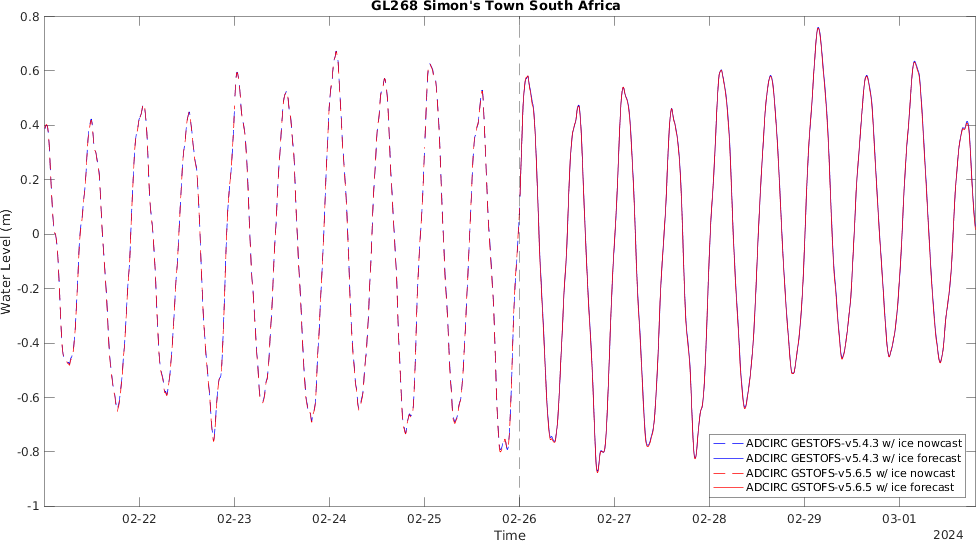 GL268 Simon's Town South Africa
0.8
0.6
0.4
0.2
0
-0.2
-0.4
-0.6
-0.8
-1
Water Level (m)
02-22 02-23 02-24 02-25 02-26 02-27 02-28 02-29 03-01
Time
2024
ADCIRC GESTOFS-v5.4.3 w/ ice nowcast
ADCIRC GESTOFS-v5.4.3 w/ ice forecast
ADCIRC GSTOFS-v5.6.5 w/ ice nowcast
ADCIRC GSTOFS-v5.6.5 w/ ice forecast